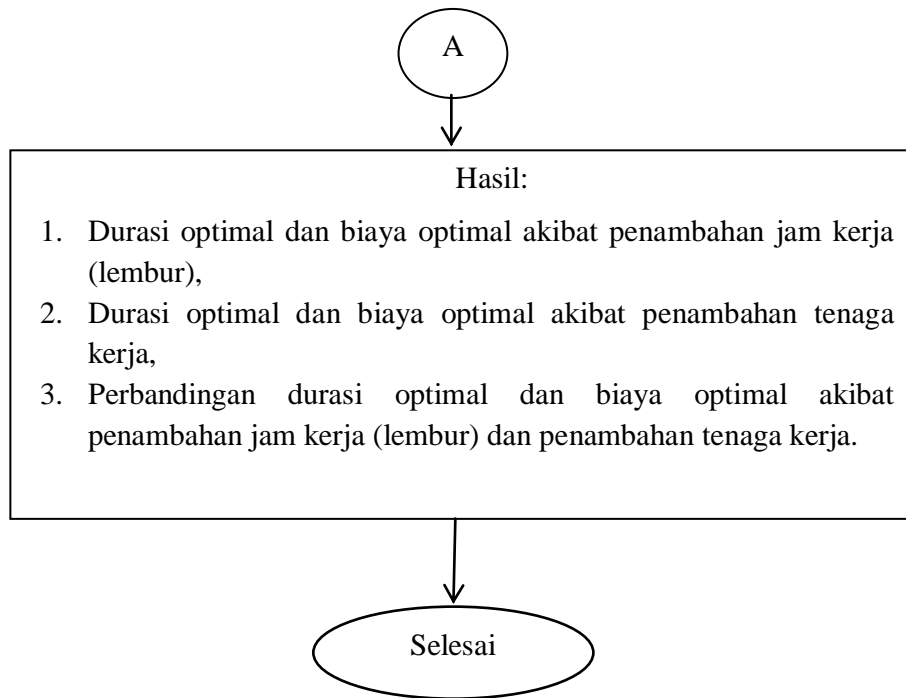 A
Hasil:
1. Durasi optimal dan biaya optimal akibat penambahan jam kerja
(lembur),
2. Durasi optimal dan biaya optimal akibat penambahan tenaga
kerja,
3. Perbandingan durasi optimal dan biaya optimal akibat
penambahan jam kerja (lembur) dan penambahan tenaga kerja.
Selesai